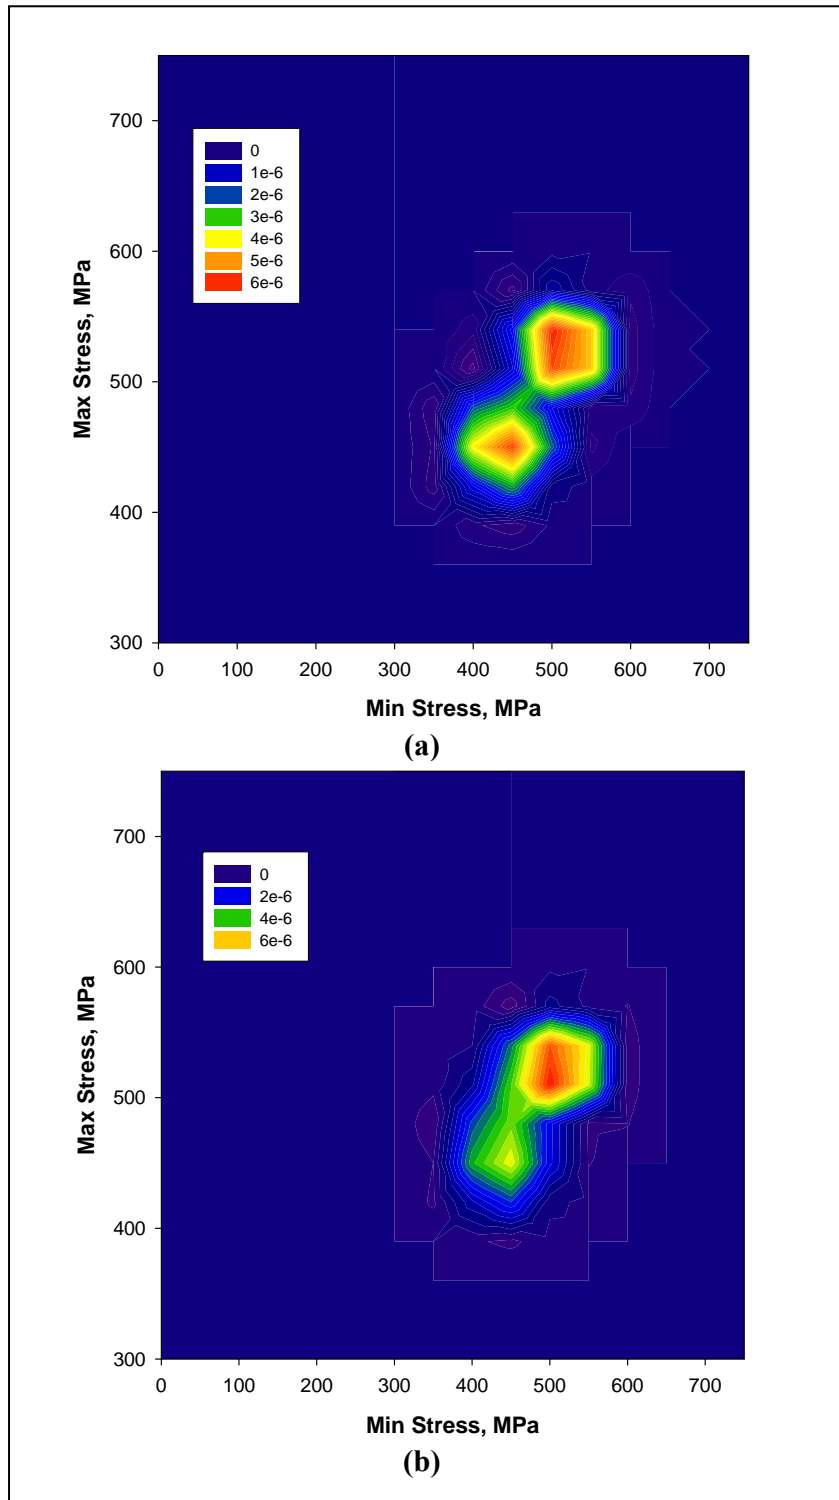 700
600
500
400
300
Max Stress, MPa
0
1e-6
2e-6
3e-6
4e-6
5e-6
6e-6
0 100 200 300 400 500 600 700
Min Stress, MPa
(a)
700
600
500
400
300
Max Stress, MPa
0
2e-6
4e-6
6e-6
0 100 200 300 400 500 600 700
Min Stress, MPa
(b)